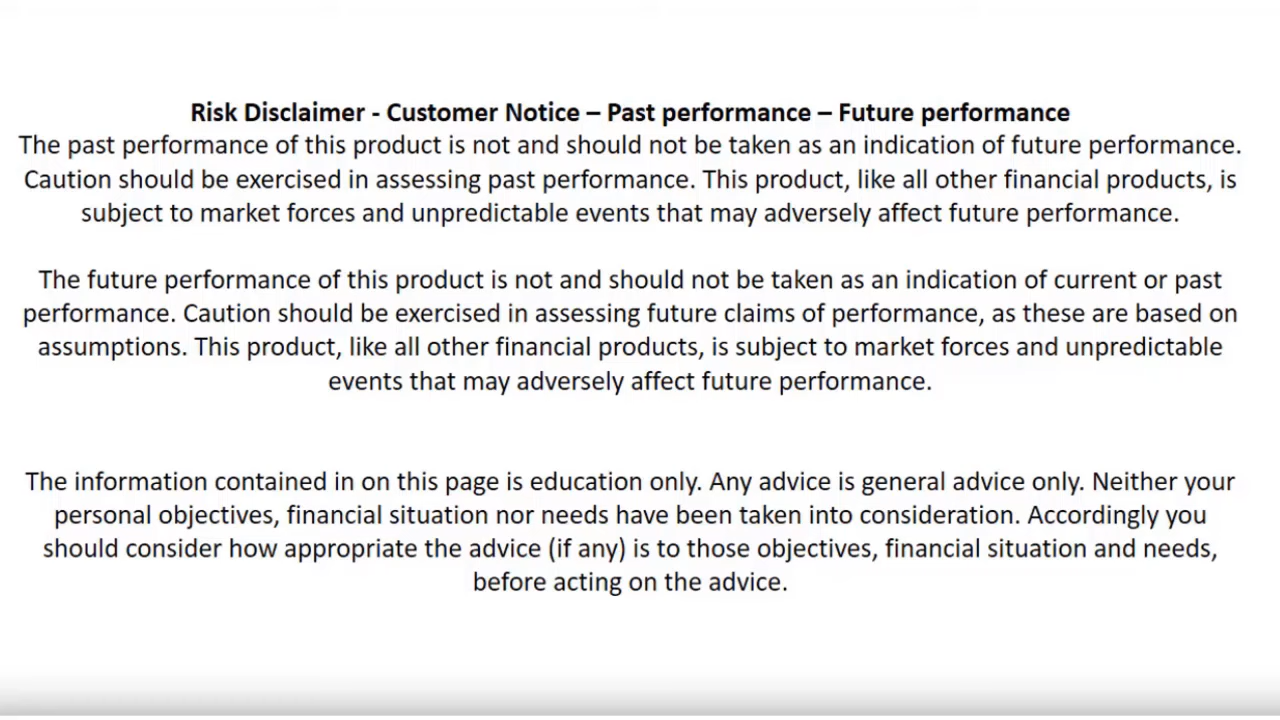 Risk Disclaimer - Customer Notice – Past performance – Future performance
The past performance of this product is not and should not be taken as an indication of future performance.
Caution should be exercised in assessing past performance. This product, like all other financial products, is
subject to market forces and unpredictable events that may adversely affect future performance.
The future performance of this product is not and should not be taken as an indication of current or past
performance. Caution should be exercised in assessing future claims of performance, as these are based on
assumptions. This product, like all other financial products, is subject to market forces and unpredictable
events that may adversely affect future performance.
The information contained in on this page is education only. Any advice is general advice only. Neither your
personal objectives, financial situation nor needs have been taken into consideration. Accordingly you
should consider how appropriate the advice (if any) is to those objectives, financial situation and needs,
before acting on the advice.